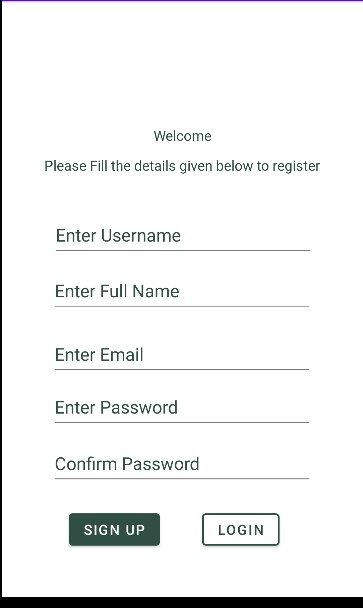 Welcome
Please Fill the details given below to register
Enter Username
Enter Full Name
Enter Email
Enter Password
Confirm Password
SIGN UP LOGIN